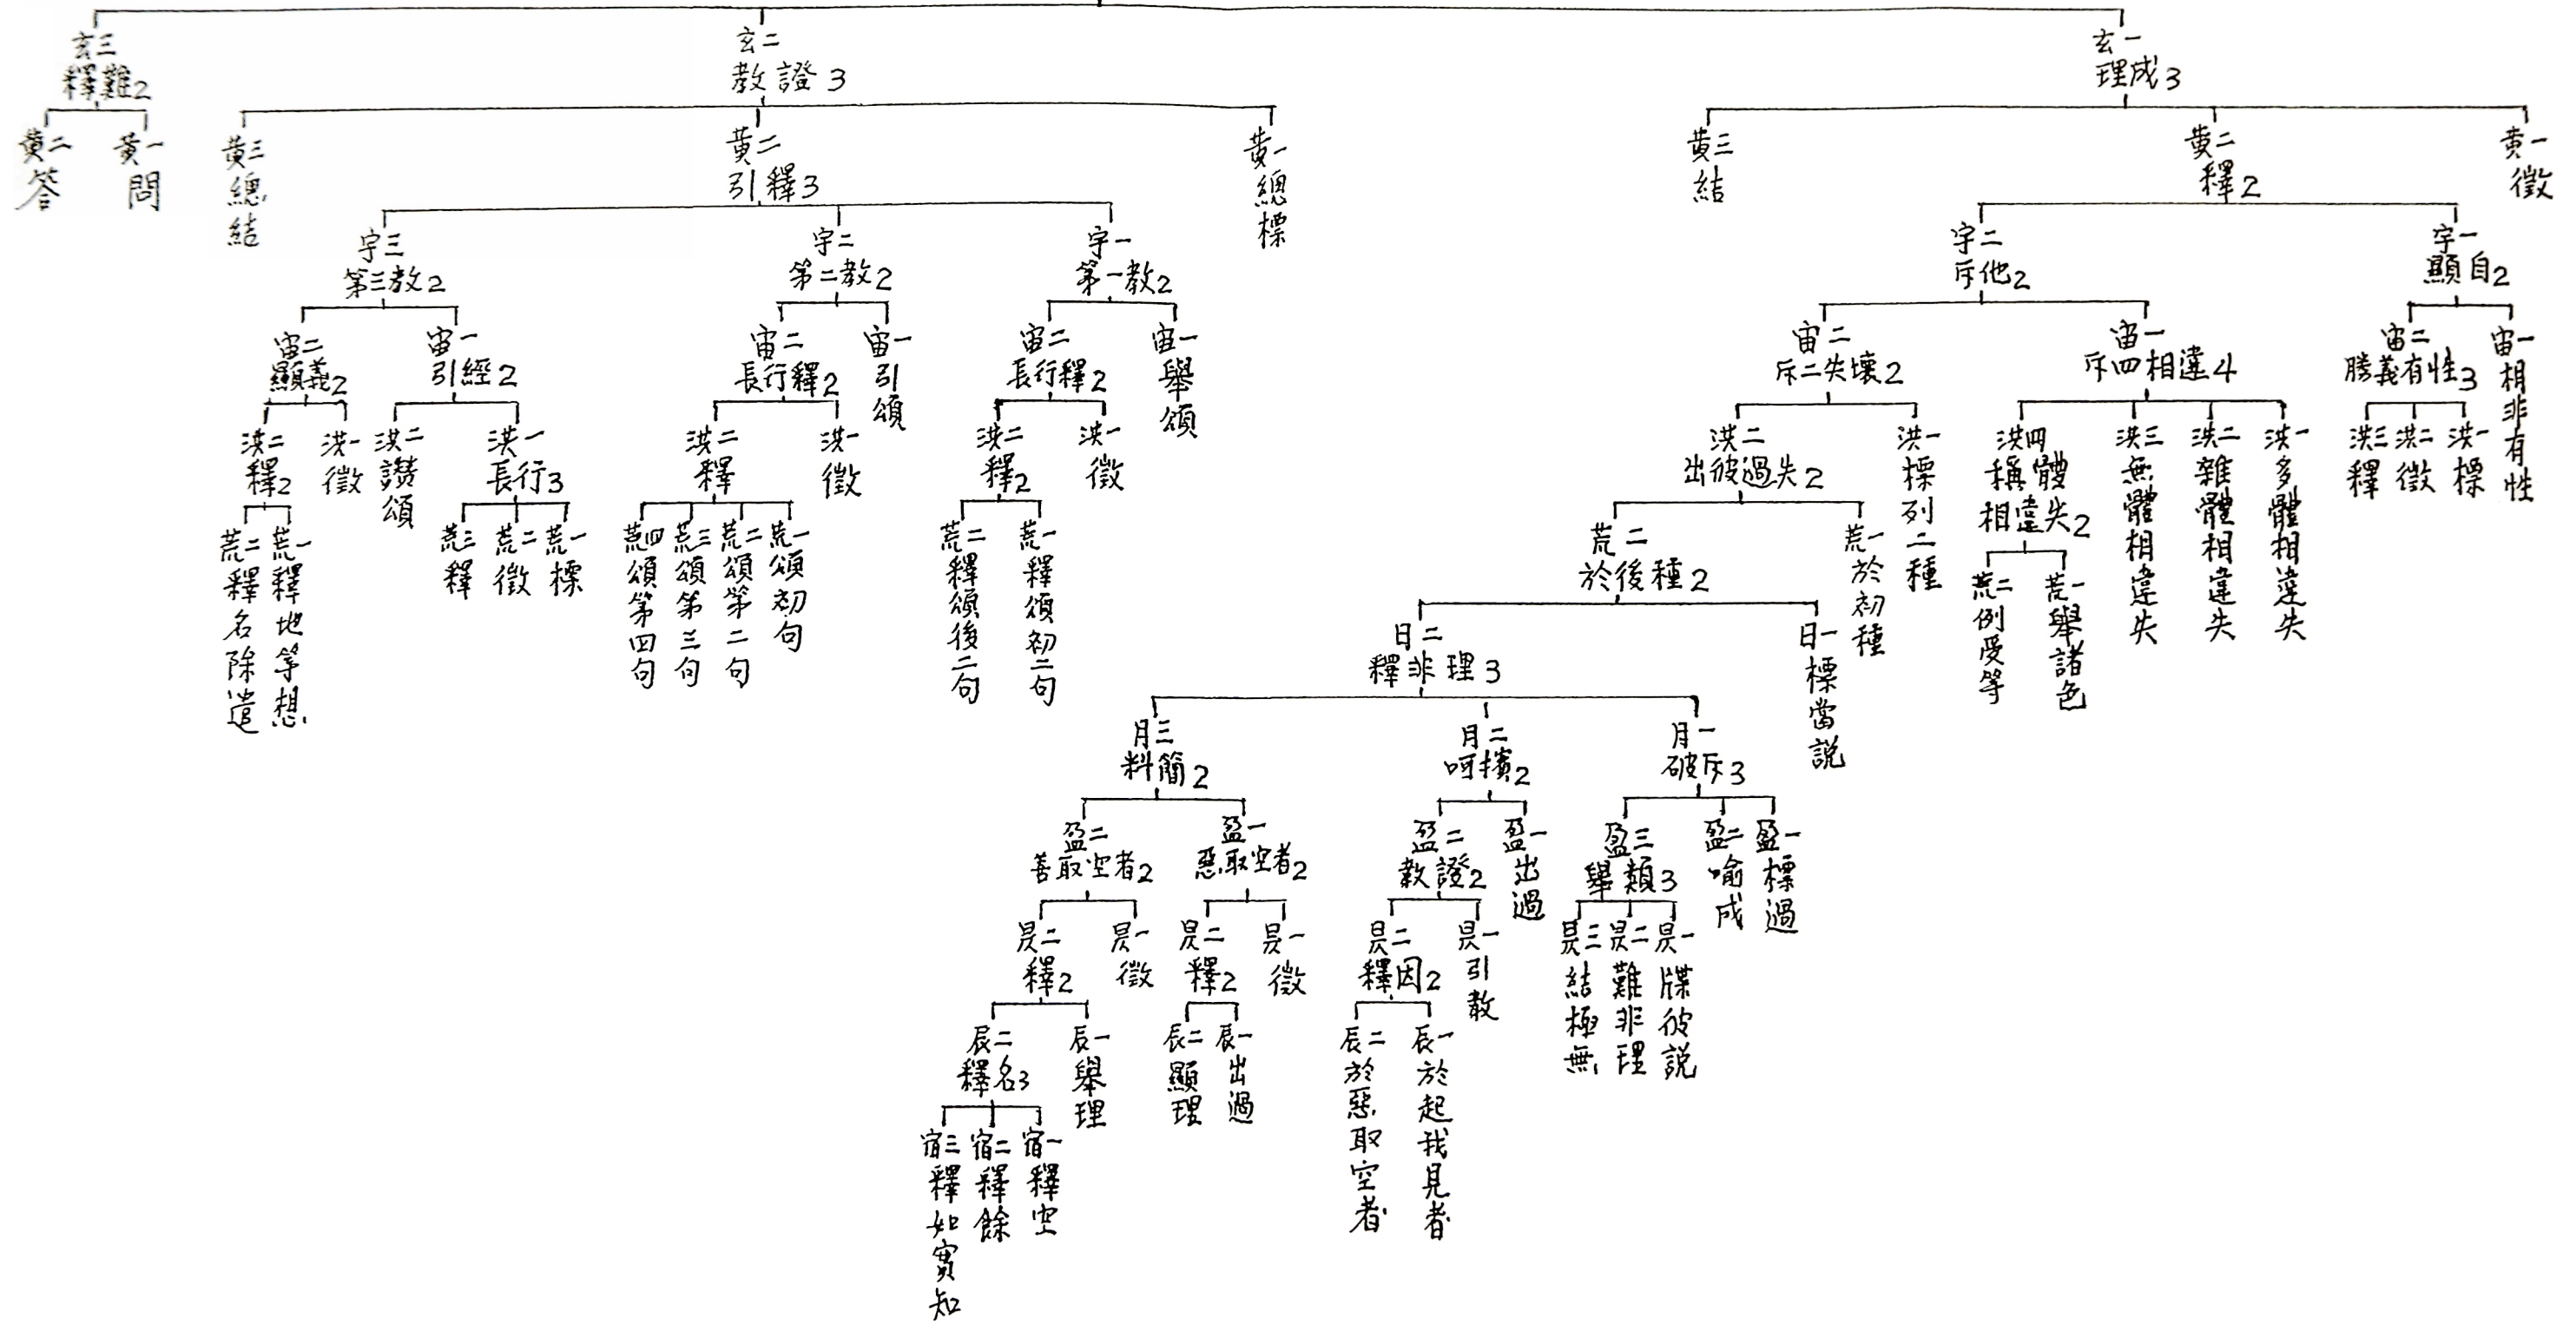 玄一
理成3
黄一
徵
黄二
釋2
宇一
顯自2
宙一
相非有性
宙二
勝義有性3
洪一
標
洪二
徵
洪三
釋
宇二
斥他2
宙一
斥四相違4
洪一
多體相違失
洪二
雜體相違失
洪三
無體相違失
洪四
稱體
相違失2
荒一
舉諸色
荒二
例受等
宙二
斥二失壞2
洪一
標列二種
洪二
出彼過失2
荒一
於初種
荒二
於後種2
日一
標當說
日二
釋非理3
月一
破斥3
盈一
標過
盈二
喻成
盈三
舉類3
昃一
牒彼說
昃二
難非理
昃三
結極無
月二
呵擯2
盈一
出過
盈二
教證2
昃一
引教
昃二
釋因2
辰一
於起我見者
辰二
於惡取空者
月三
料簡2
盈一
惡取空者2
昃一
徵
昃二
釋2
辰一
出過
辰二
顯理
盈二
善取空者2
昃一
徵
昃二
釋2
辰一
舉理
辰二
釋名3
宿一
釋空
宿二
釋餘
宿三
釋如實知
黄三
結
玄二
教證3
黄一
總標
黄二
引釋3
宇一
第一教2
宙一
舉頌
宙二
長行釋2
洪一
徵
洪二
釋2
荒一
釋頌初二句
荒二
釋頌後二句
宇二
第二教2
宙一
引頌
宙二
長行釋2
洪一
徵
洪二
釋
荒一
頌初句
荒二
頌第二句
荒三
頌第三句
荒四
頌第四句
宇三
第三教2
宙一
引經2
洪一
長行3
荒一
標
荒二
徵
荒三
釋
洪二
讚頌
宙二
顯義2
洪一
徵
洪二
釋2
荒一
釋地等想
荒二
釋名除遣
黄三
總結
玄三
釋難2
黄一
問
黄二
答